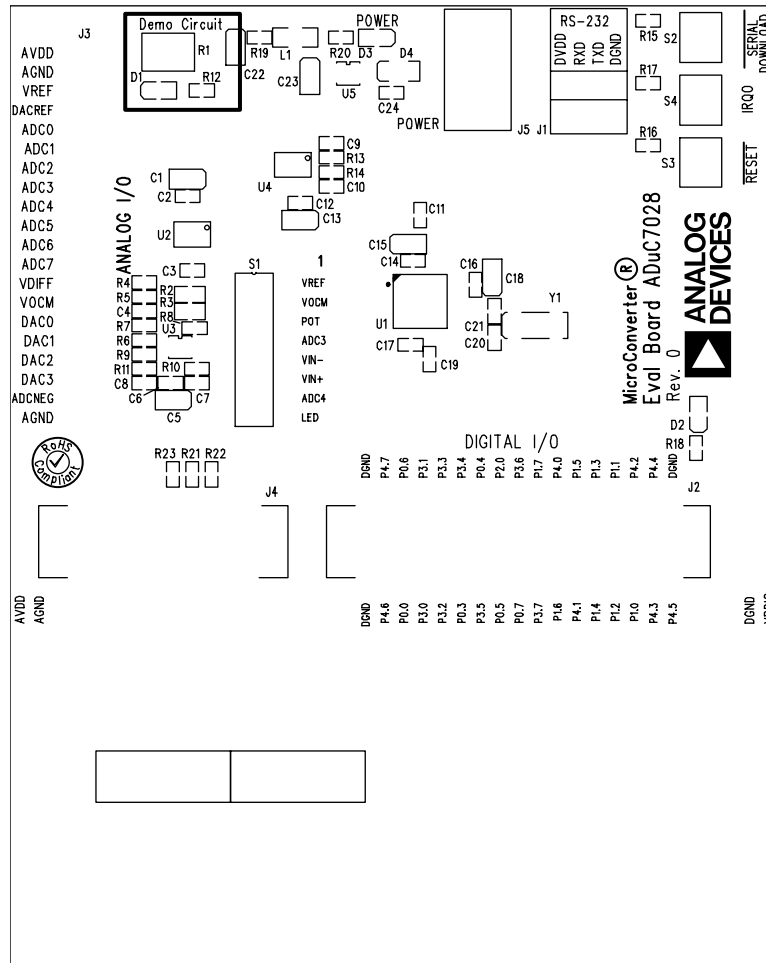 J3
Demo Circuit
R1
D1
R12
C22
R19
L1
C23
R20
POWER
D3
D4
U5
C24
POWER
J5
RS-232
DVDD
RXD
TXD
DGND
J1
R15
S2
SERIAL
DOWNLOAD
R17
S4
IRQ0
R16
S3
RESET
AVDD
AGND
VREF
DACREF
ADC0
ADC1
ADC2
ADC3
ADC4
ADC5
ADC6
ADC7
VDIFF
VOCM
DAC0
DAC1
DAC2
DAC3
ADCNEG
AGND
ANALOG I/O
C1
C2
U2
C3
U4
C9
R13
R14
C10
C12
C13
C11
C15
C14
U1
C16
C18
Y1
C21
C20
C17
C19
R4
R5
C4
R7
R6
R9
R11
C8
R2
R3
R8
U3
R10
C6
C7
C5
S1
1
VREF
VOCM
POT
ADC3
VIN-
VIN+
ADC4
LED
MicroConverter ®
Eval Board ADuC7028
Rev. 0
ANALOG
DEVICES
D2
R18
RoHS
Compliant
R23
R21
R22
J4
DIGITAL I/O
DGND
P4.7
P0.6
P3.1
P3.3
P3.4
P0.4
P2.0
P3.6
P1.7
P4.0
P1.5
P1.3
P1.1
P4.2
P4.4
DGND
J2
AVDD
AGND
DGND
P4.6
P0.0
P3.0
P3.2
P0.3
P3.5
P0.5
P0.7
P3.7
P1.6
P4.1
P1.4
P1.2
P1.0
P4.3
P4.5
DGND